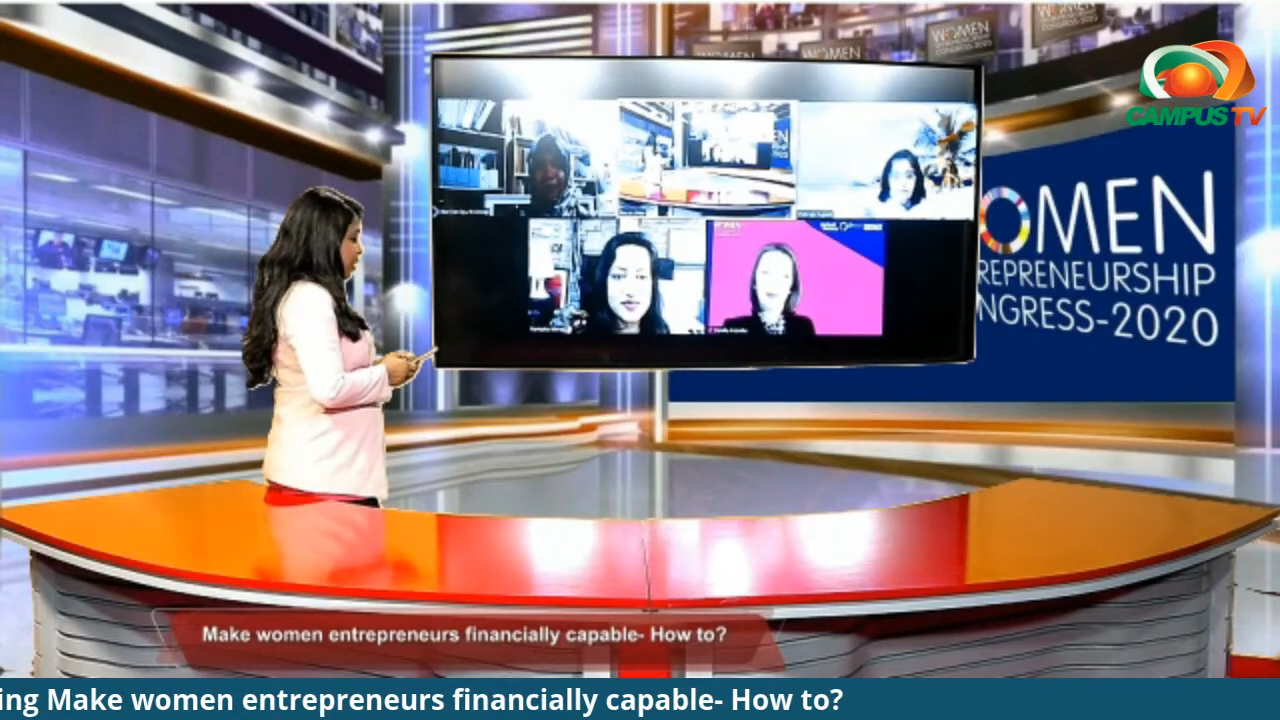 WOMEN
CAMPUS TV
OMEN
REPRENEURSHIP
NGRESS-2020
Make women entrepreneurs financially capable- How to?
ing Make women entrepreneurs financially capable- How to?